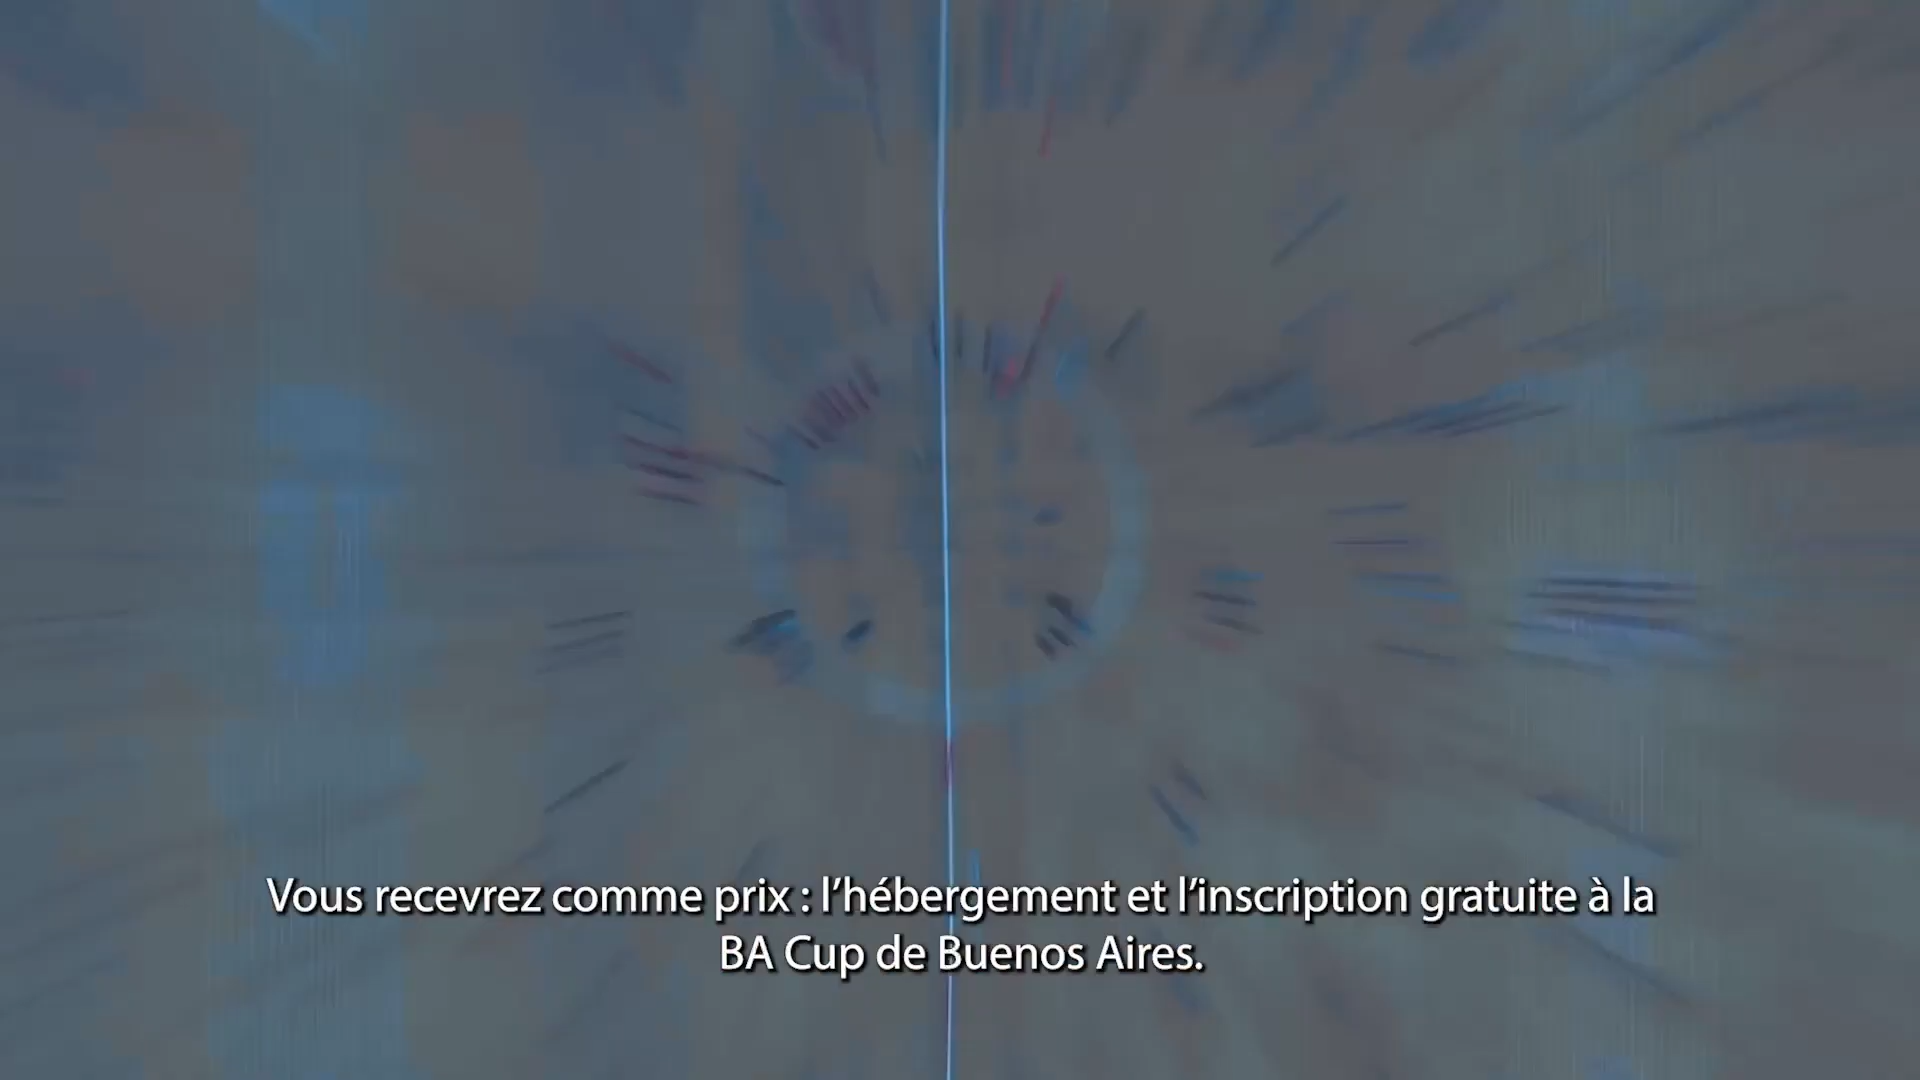 Vous recevrez comme prix : l’hébergement et l’inscription gratuite à la
BA Cup de Buenos Aires.